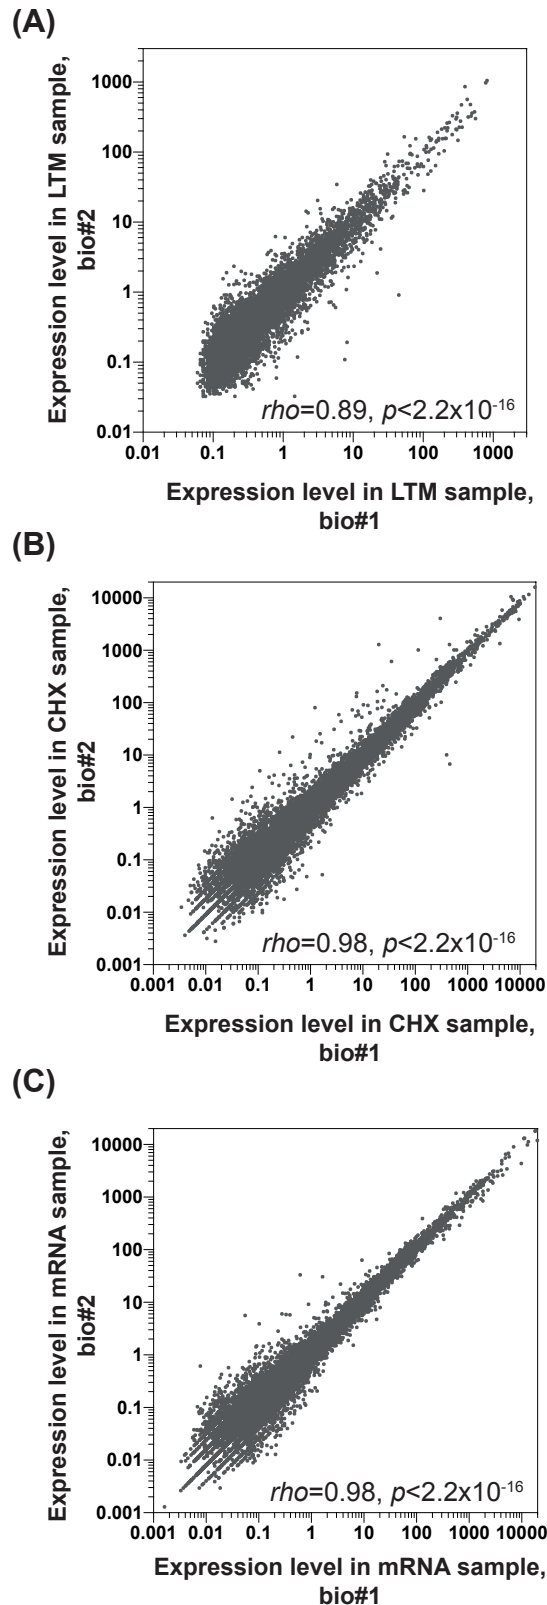 (A)
Expression level in LTM sample,
bio#2
1000
100
10
1
0.1
0.01
rho=0.89, p<2.2x10-16
0.01 0.1 1 10 100 1000
Expression level in LTM sample,
bio#1
(B)
Expression level in CHX sample,
bio#2
10000
1000
100
10
1
0.1
0.01
0.001
rho=0.98, p<2.2x10-16
0.001 0.01 0.1 1 10 100 1000 10000
Expression level in CHX sample,
bio#1
(C)
Expression level in mRNA sample,
bio#2
10000
1000
100
10
1
0.1
0.01
0.001
rho=0.98, p<2.2x10-16
0.001 0.01 0.1 1 10 100 1000 10000
Expression level in mRNA sample,
bio#1